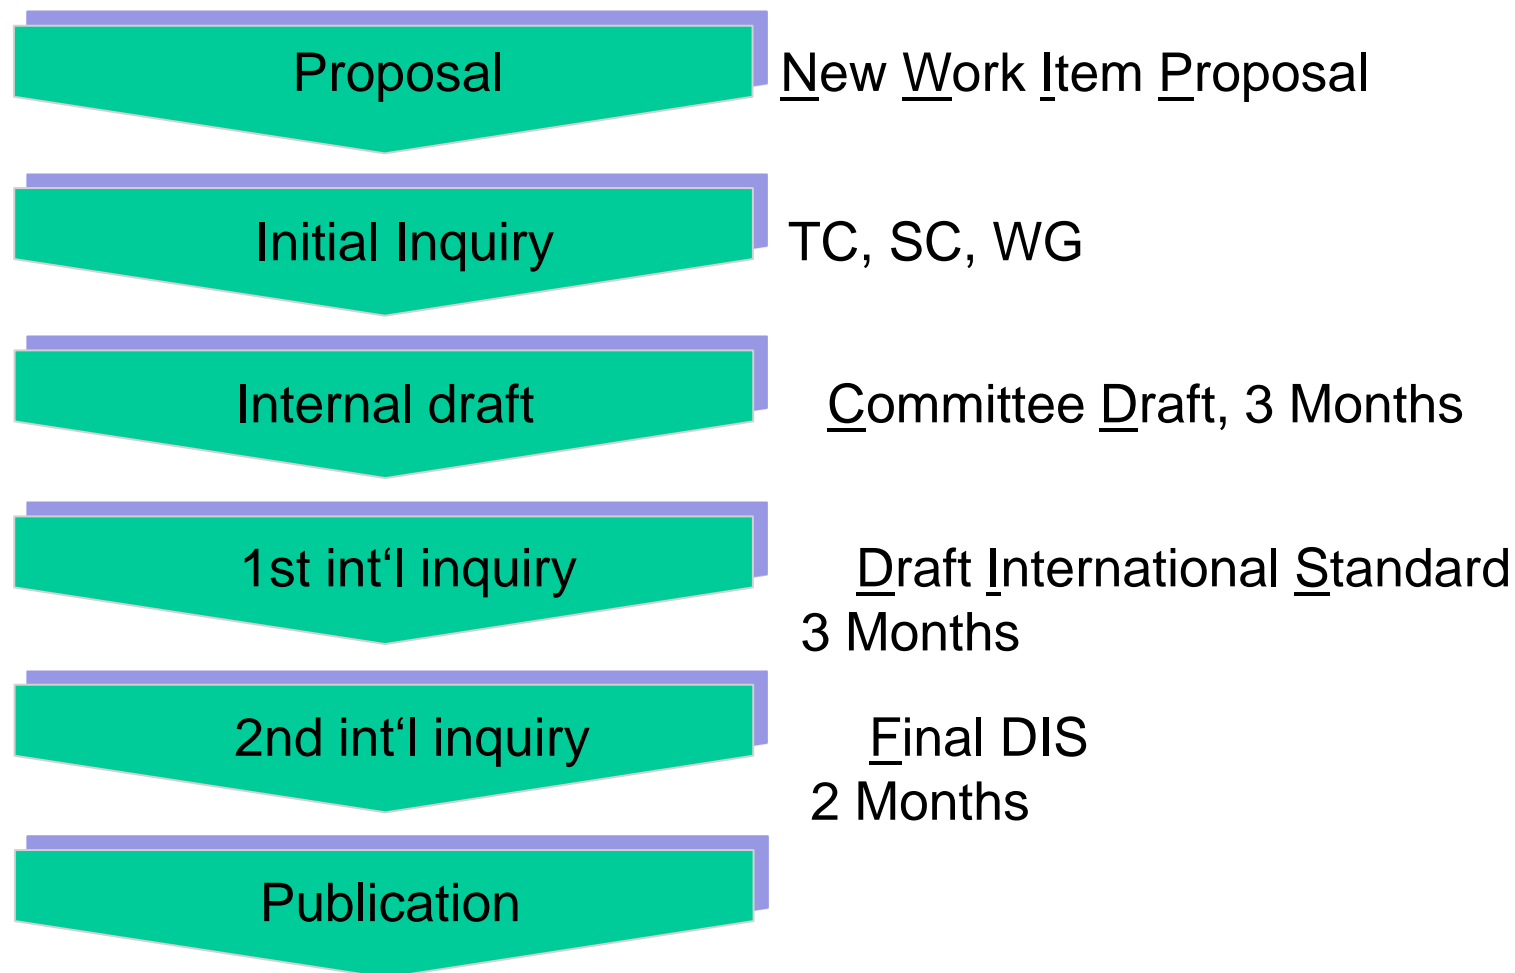 Proposal
New Work Item Proposal
Initial Inquiry
TC, SC, WG
Internal draft
Committee Draft, 3 Months
1st int‘l inquiry
Draft International Standard
3 Months
2nd int‘l inquiry
Final DIS
2 Months
Publication